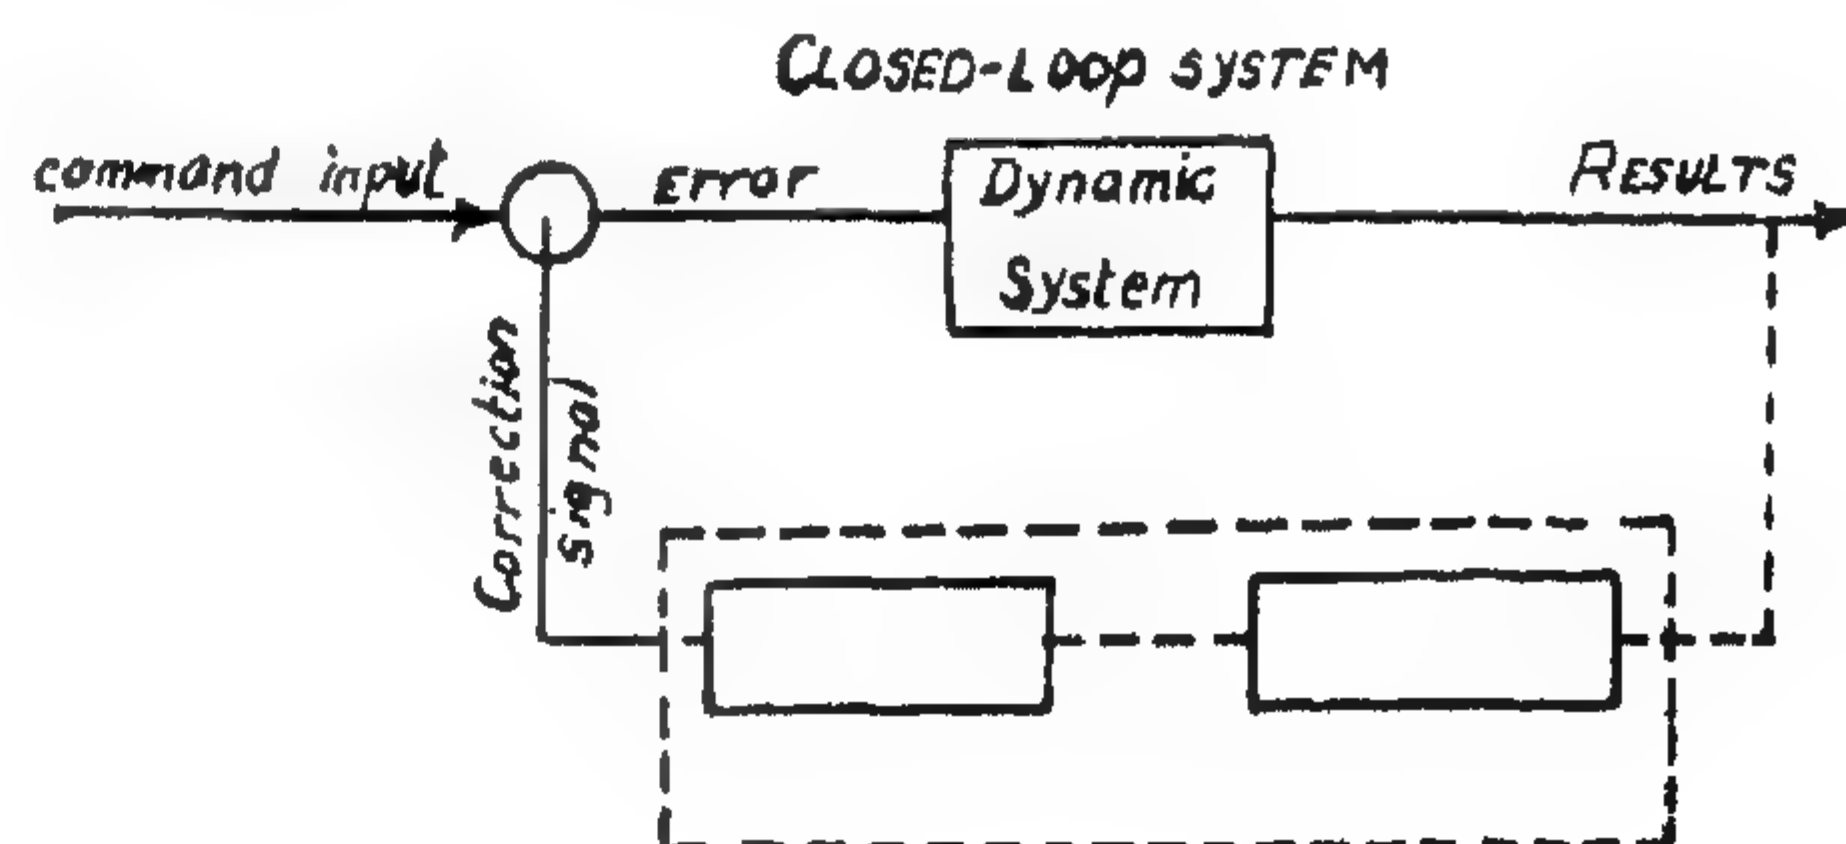 CLOSED-LOOP SYSTEM
command input
ERROR
Dynamic
System
RESULTS
Correction
Signal